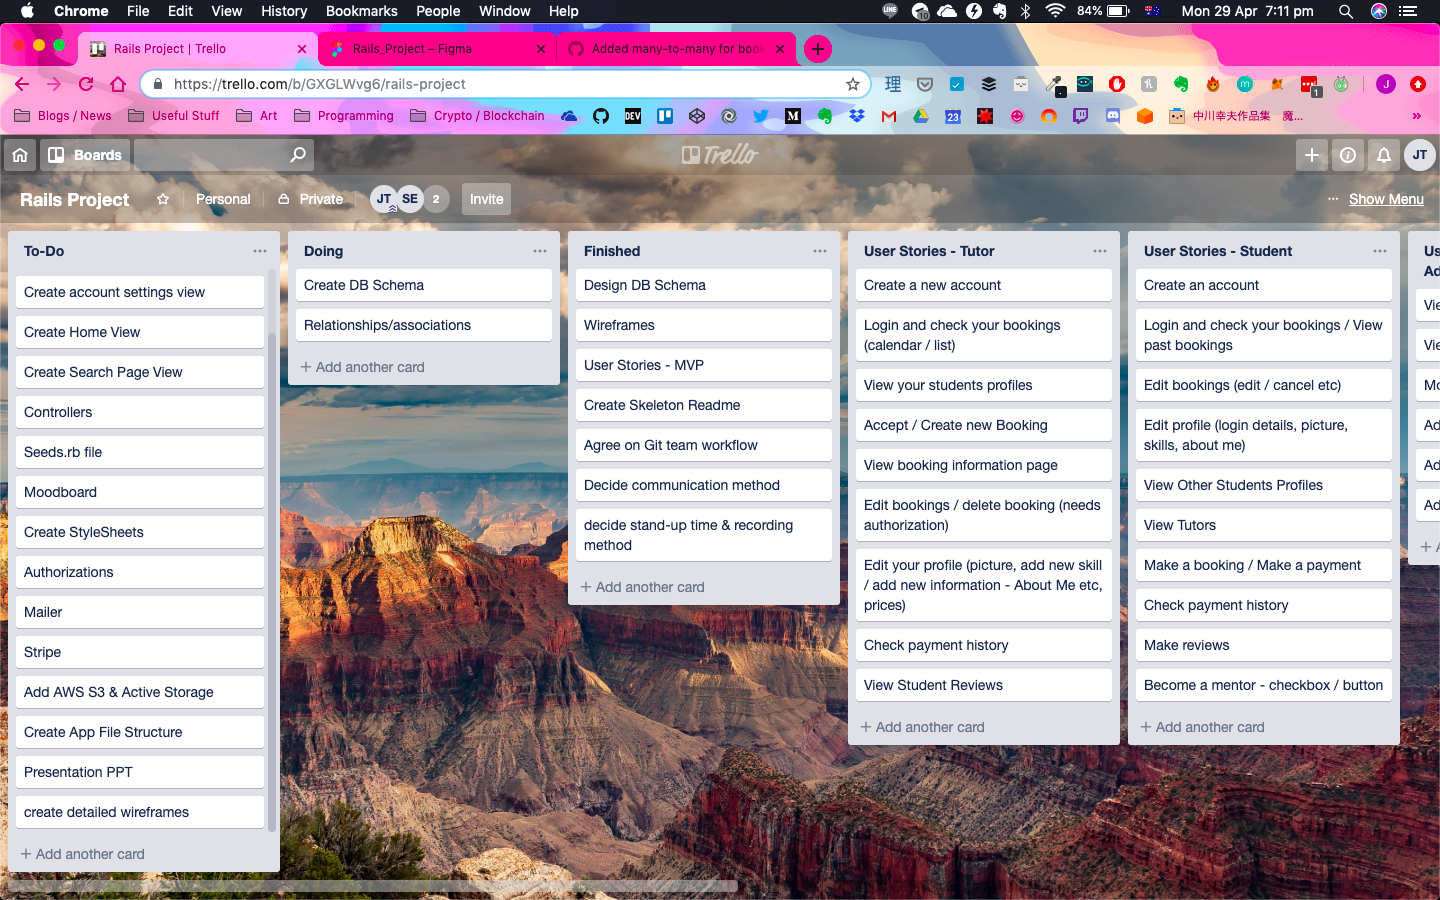 Chrome File Edit View History Bookmarks People Window Help
LINE 10 84% Mon 29 Apr 7:11 pm
Rails Project | Trello
Rails_Project – Figma
Added many-to-many for book
https://trello.com/b/GXGLWvg6/rails-project
1
J
Blogs / News Useful Stuff Art Programming Crypto / Blockchain
DEV
M
23
中川幸夫作品集 魔...
Boards
Trello
JT
Rails Project Personal Private JT SE 2 Invite
Show Menu
To-Do
Create account settings view
Create Home View
Create Search Page View
Controllers
Seeds.rb file
Moodboard
Create StyleSheets
Authorizations
Mailer
Stripe
Add AWS S3 & Active Storage
Create App File Structure
Presentation PPT
create detailed wireframes
+ Add another card
Doing
Create DB Schema
Relationships/associations
+ Add another card
Finished
Design DB Schema
Wireframes
User Stories - MVP
Create Skeleton Readme
Agree on Git team workflow
Decide communication method
decide stand-up time & recording
method
+ Add another card
User Stories - Tutor
Create a new account
Login and check your bookings
(calendar / list)
View your students profiles
Accept / Create new Booking
View booking information page
Edit bookings / delete booking (needs
authorization)
Edit your profile (picture, add new skill
/ add new information - About Me etc,
prices)
Check payment history
View Student Reviews
+ Add another card
User Stories - Student
Create an account
Login and check your bookings / View
past bookings
Edit bookings (edit / cancel etc)
Edit profile (login details, picture,
skills, about me)
View Other Students Profiles
View Tutors
Make a booking / Make a payment
Check payment history
Make reviews
Become a mentor - checkbox / button
+ Add another card
Us
Ad
Vie
Vie
Mo
Ad
Ad
Ad